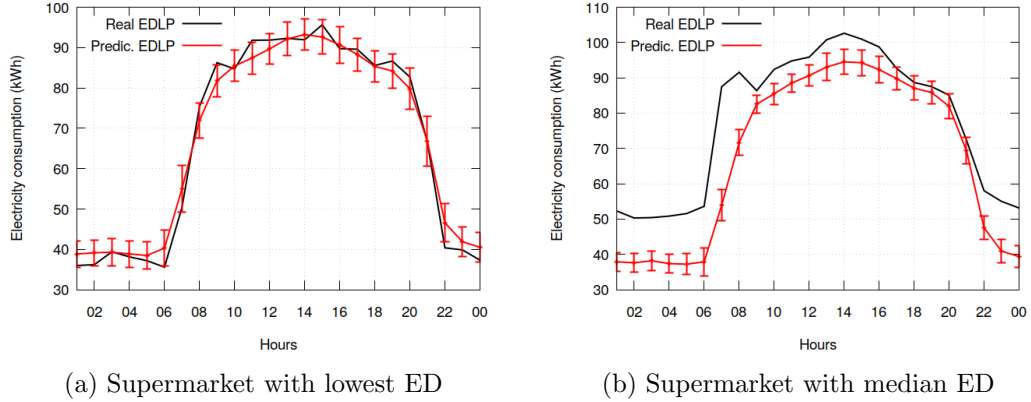 100
90
80
70
60
50
40
30
Electricity consumption (kWh)
Real EDLP
Predic. EDLP
02 04 06 08 10 12 14 16 18 20 22 00
Hours
(a) Supermarket with lowest ED
110
100
90
80
70
60
50
40
30
Electricity consumption (kWh)
Real EDLP
Predic. EDLP
02 04 06 08 10 12 14 16 18 20 22 00
Hours
(b) Supermarket with median ED